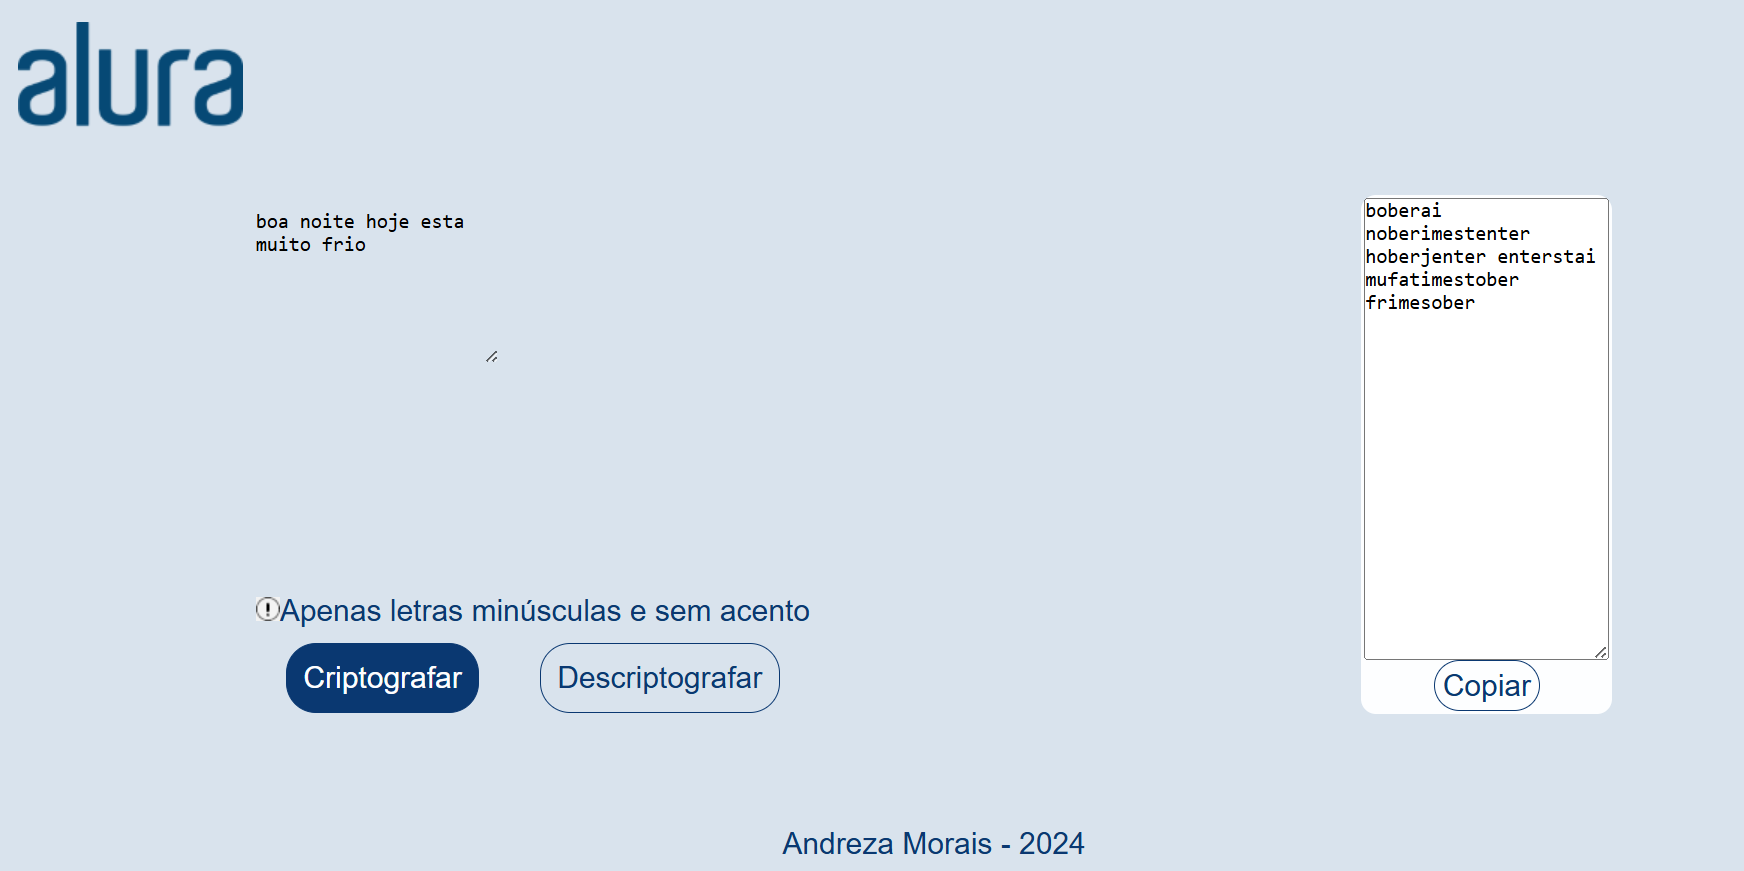 alura
boa noite hoje esta
muito frio
boberai
noberimestenter
hoberjenter enterstai
mufatimestober
frimesober
Apenas letras minúsculas e sem acento
Criptografar
Descriptografar
Copiar
Andreza Morais - 2024